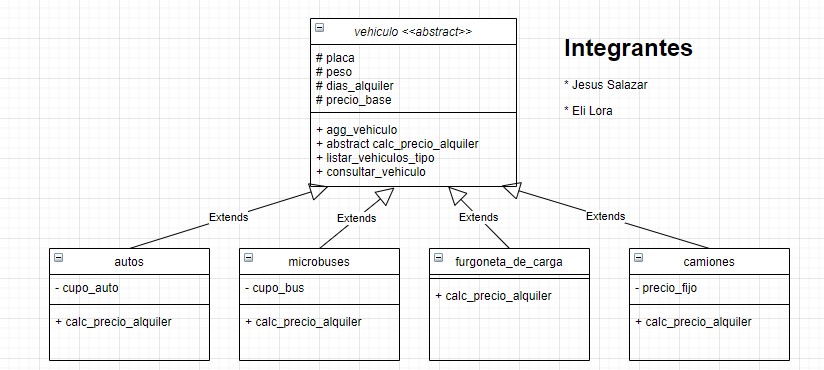 vehiculo <<abstract>>
# placa
# peso
# dias_alquiler
# precio_base
+ agg_vehiculo
+ abstract calc_precio_alquiler
+ listar_vehiculos_tipo
+ consultar_vehiculo
Integrantes
* Jesus Salazar
* Eli Lora
Extends
Extends
Extends
Extends
autos
- cupo_auto
+ calc_precio_alquiler
microbuses
- cupo_bus
+ calc_precio_alquiler
furgoneta_de_carga
+ calc_precio_alquiler
camiones
- precio_fijo
+ calc_precio_alquiler